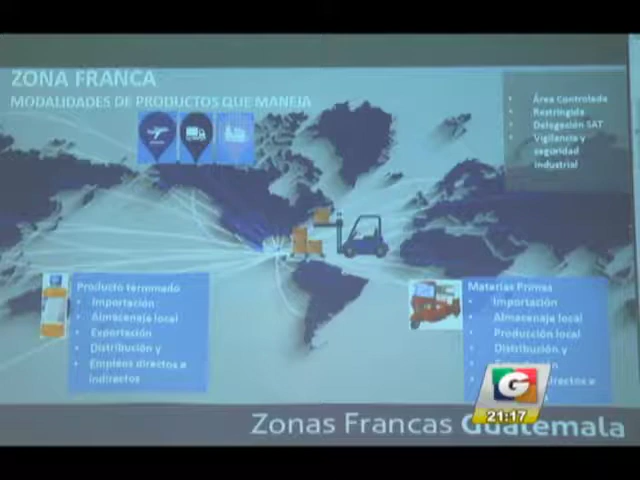 ZONA FRANCA
MODALIDADES DE PRODUCTOS QUE MANEJA
Área Controlada
Restringida
Delegación SAT
Vigilancia y
seguridad
industrial
Producto terminado
Importación
Almacenaje local
Exportación
Distribución y
Empleos directos e
indirectos
Materias Primas
Importación
Almacenaje local
Producción local
Distribución y
directos e
G
21:17
Zonas Francas Guatemala